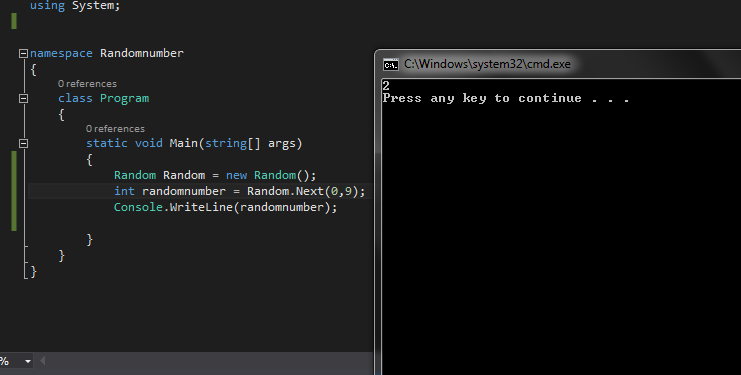 using System;
namespace Randomnumber
{
0 references
class Program
{
0 references
static void Main(string[] args)
{
Random Random = new Random();
int randomnumber = Random.Next(0,9);
Console.WriteLine(randomnumber);
}
}
}
%
C:\Windows\system32\cmd.exe
2
Press any key to continue . . .